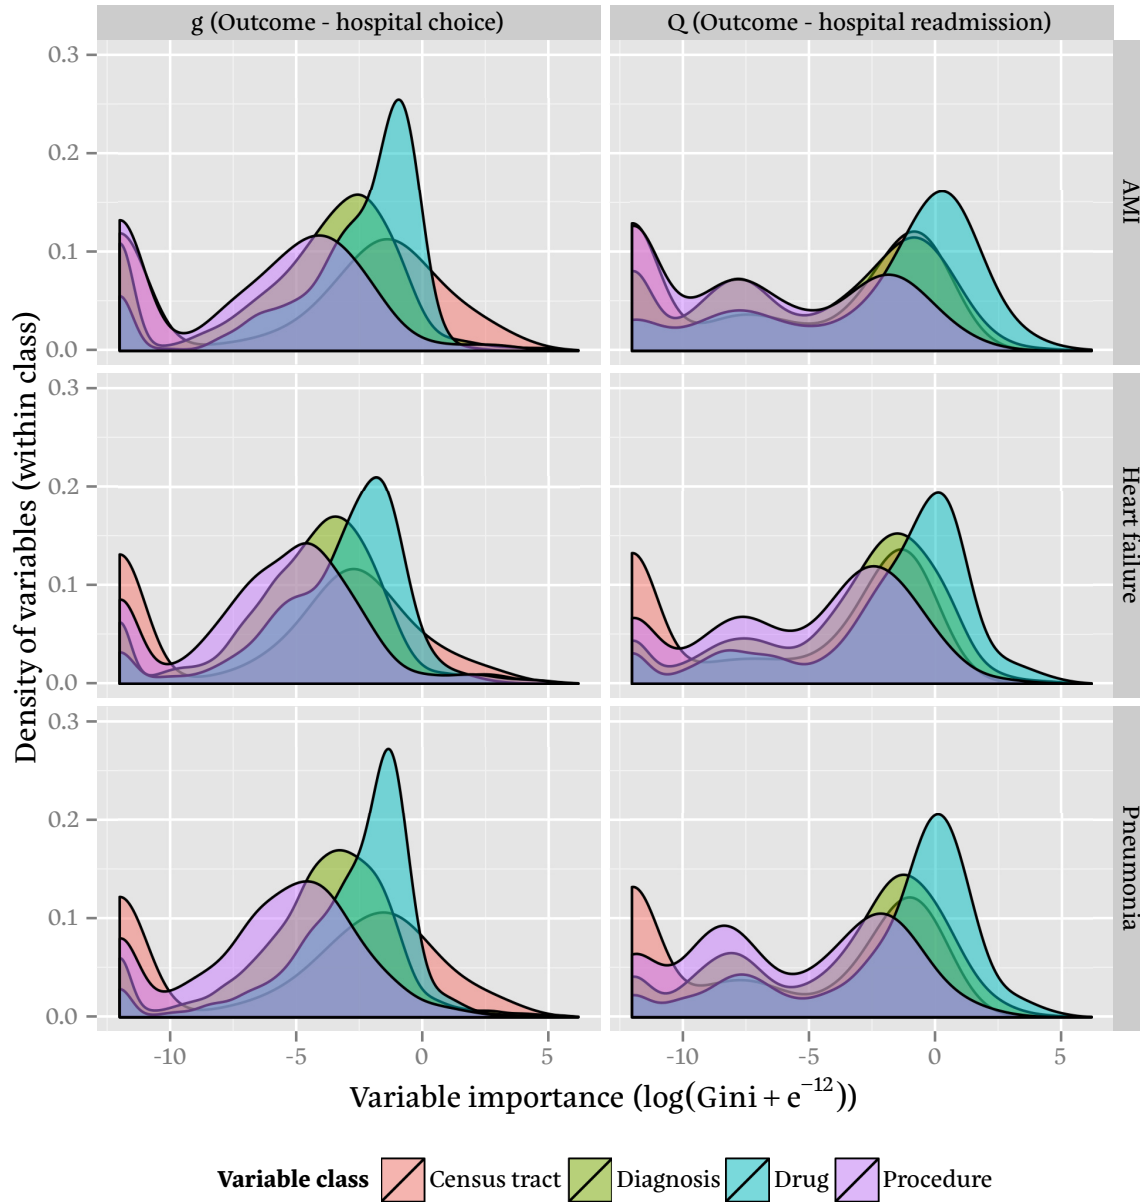 g (Outcome - hospital choice)
Q (Outcome - hospital readmission)
0.3
0.2
0.1
0.0
AMI
0.3
0.2
0.1
0.0
Heart failure
0.3
0.2
0.1
0.0
Pneumonia
Density of variables (within class)
-10
-5
0
5
-10
-5
0
5
Variable importance (log(Gini + e⁻¹²))
Variable class Census tract Diagnosis Drug Procedure